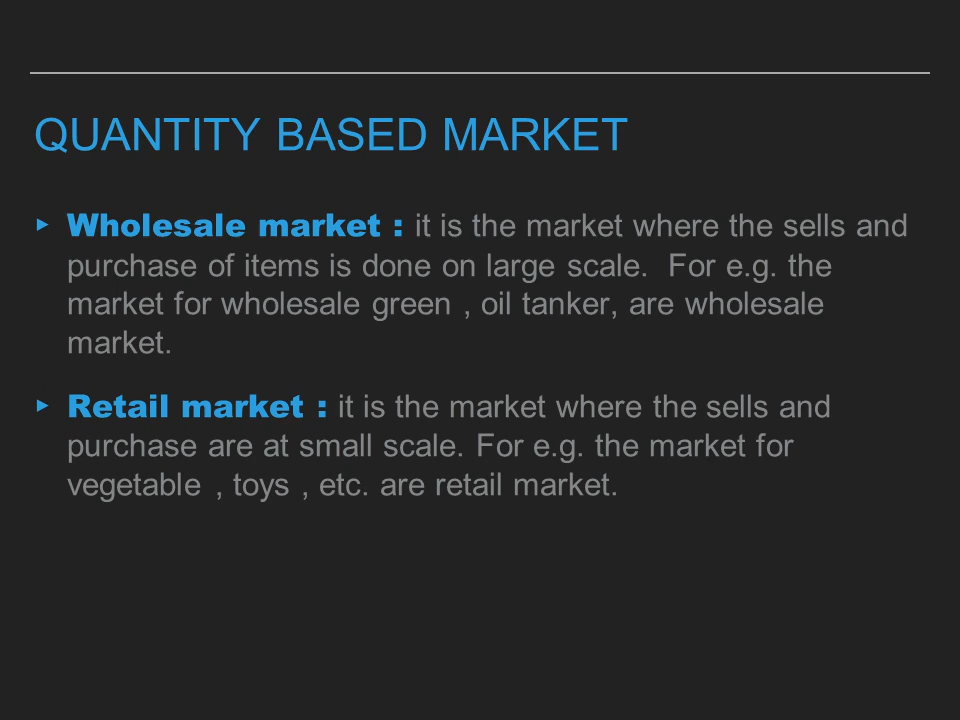 QUANTITY BASED MARKET
▸ Wholesale market : it is the market where the sells and
purchase of items is done on large scale. For e.g. the
market for wholesale green , oil tanker, are wholesale
market.
▸ Retail market : it is the market where the sells and
purchase are at small scale. For e.g. the market for
vegetable , toys , etc. are retail market.